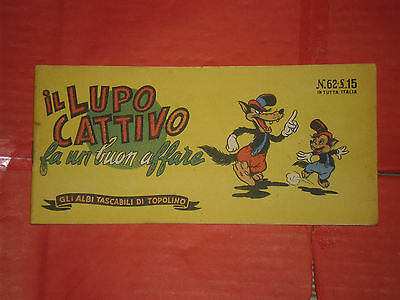 iL LUPO
CATTIVO
fa un buon affare
N.62-£.15
IN TUTTA ITALIA
GLI ALBI TASCABILI DI TOPOLINO